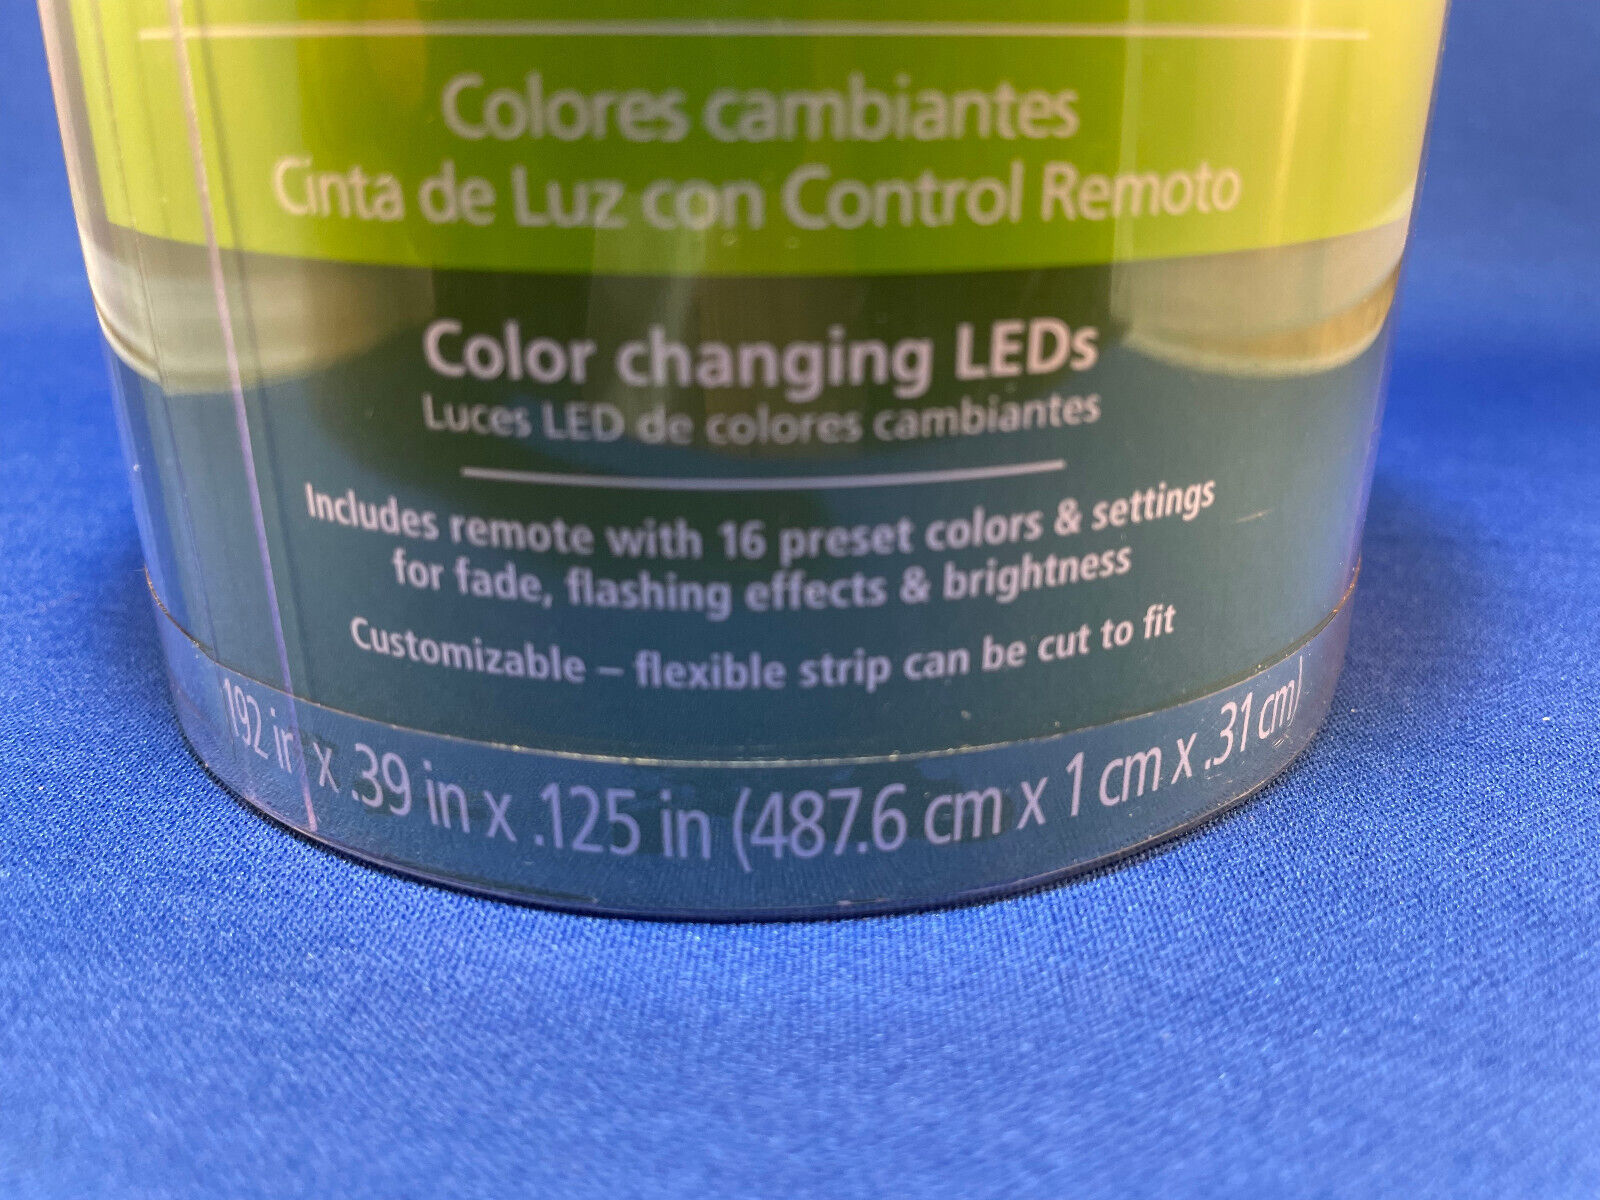 Colores cambiantes
Cinta de Luz con Control Remoto
Color changing LEDs
Luces LED de colores cambiantes
Includes remote with 16 preset colors & settings
for fade, flashing effects & brightness
Customizable – flexible strip can be cut to fit
192 in x .39 in x .125 in (487.6 cm x 1 cm x .31 cm)